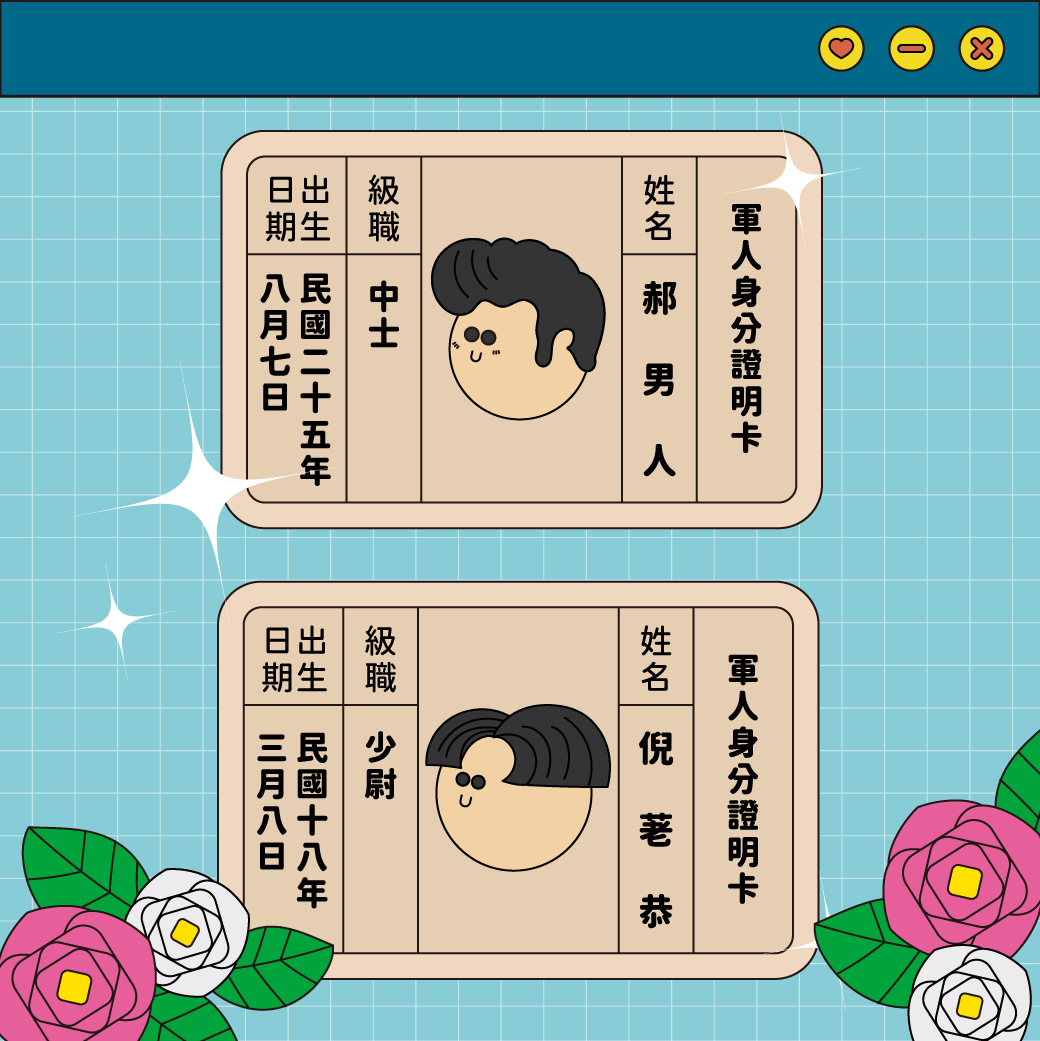 軍人身分證明卡
姓名
郝男人
級職
中士
出生
日期
民國二十五年
八月七日
軍人身分證明卡
姓名
倪荖恭
級職
少尉
出生
日期
民國十八年
三月八日